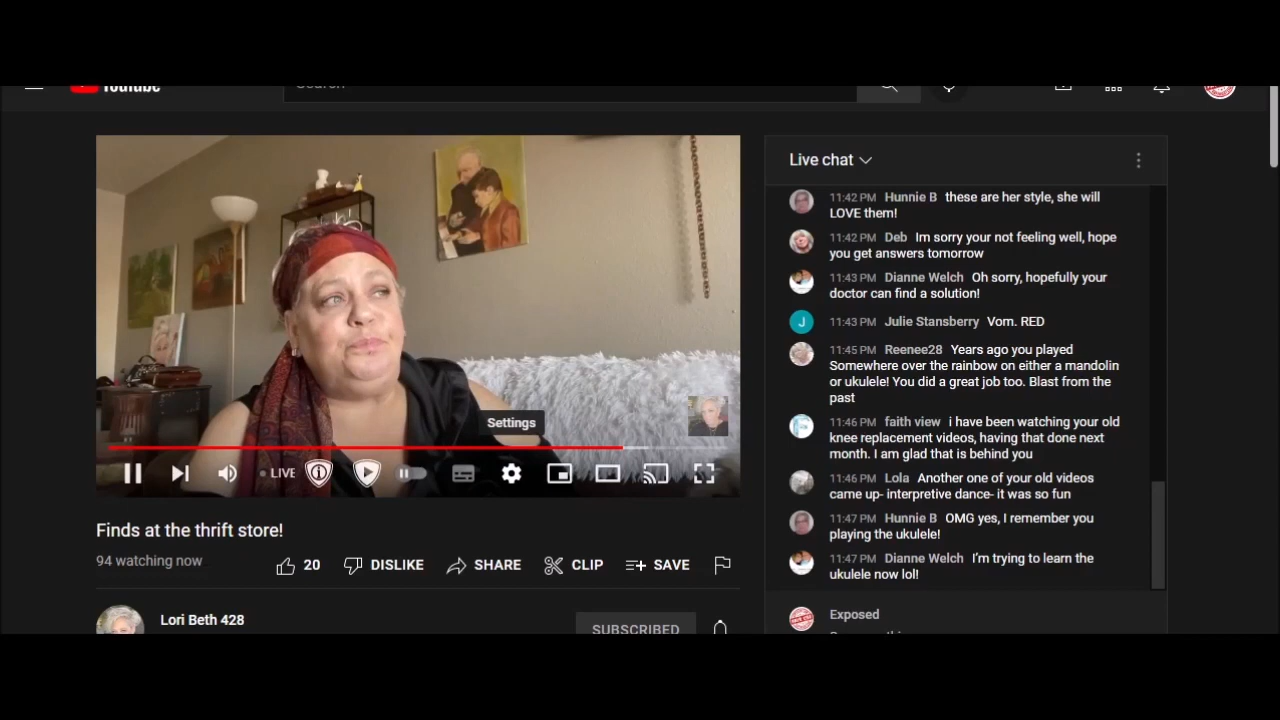 YouTube
Search
Live chat
11:42 PM Hunnie B these are her style, she will
LOVE them!
11:42 PM Deb Im sorry your not feeling well, hope
you get answers tomorrow
11:43 PM Dianne Welch Oh sorry, hopefully your
doctor can find a solution!
J
11:43 PM Julie Stansberry Vom. RED
11:45 PM Reenee28 Years ago you played
Somewhere over the rainbow on either a mandolin
or ukulele! You did a great job too. Blast from the
past
11:46 PM faith view i have been watching your old
knee replacement videos, having that done next
month. I am glad that is behind you
11:46 PM Lola Another one of your old videos
came up- interpretive dance- it was so fun
11:47 PM Hunnie B OMG yes, I remember you
playing the ukulele!
11:47 PM Dianne Welch I'm trying to learn the
ukulele now lol!
Exposed
Settings
LIVE
Finds at the thrift store!
94 watching now
20 DISLIKE SHARE CLIP SAVE
Lori Beth 428
SUBSCRIBED